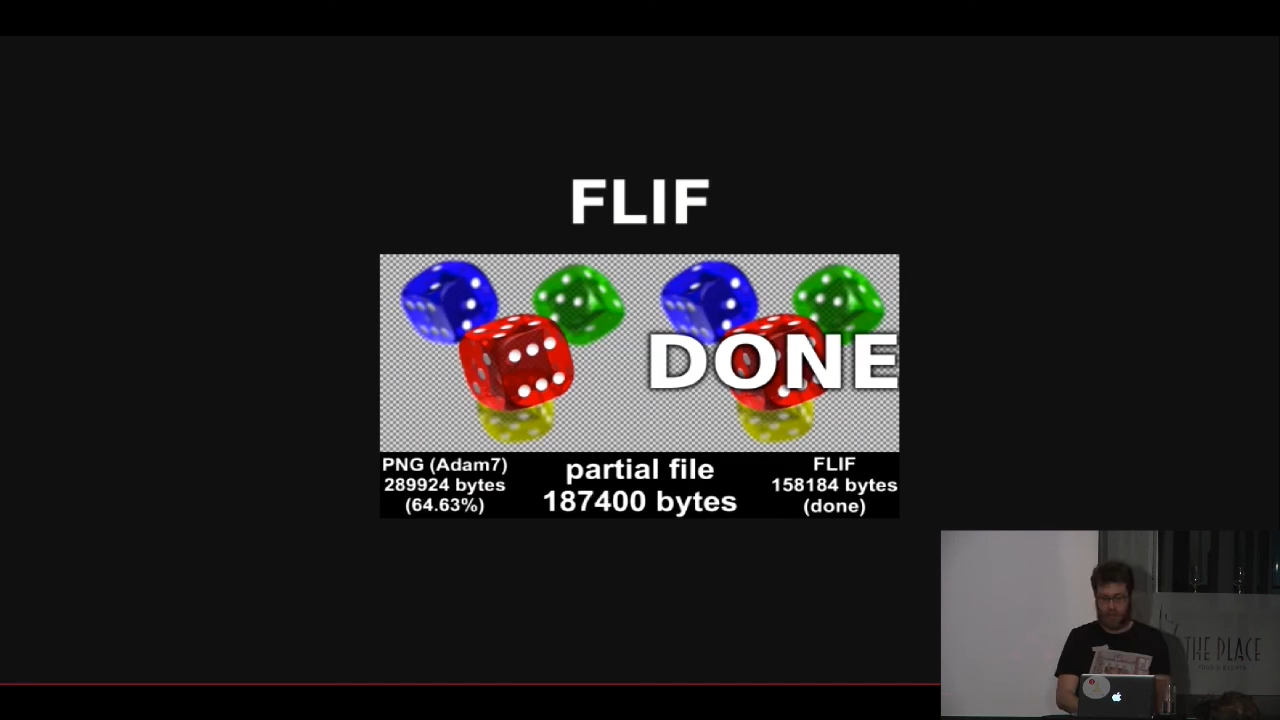 FLIF
DONE
PNG (Adam7)
289924 bytes
(64.63%)
partial file
187400 bytes
FLIF
158184 bytes
(done)
THE PLACE